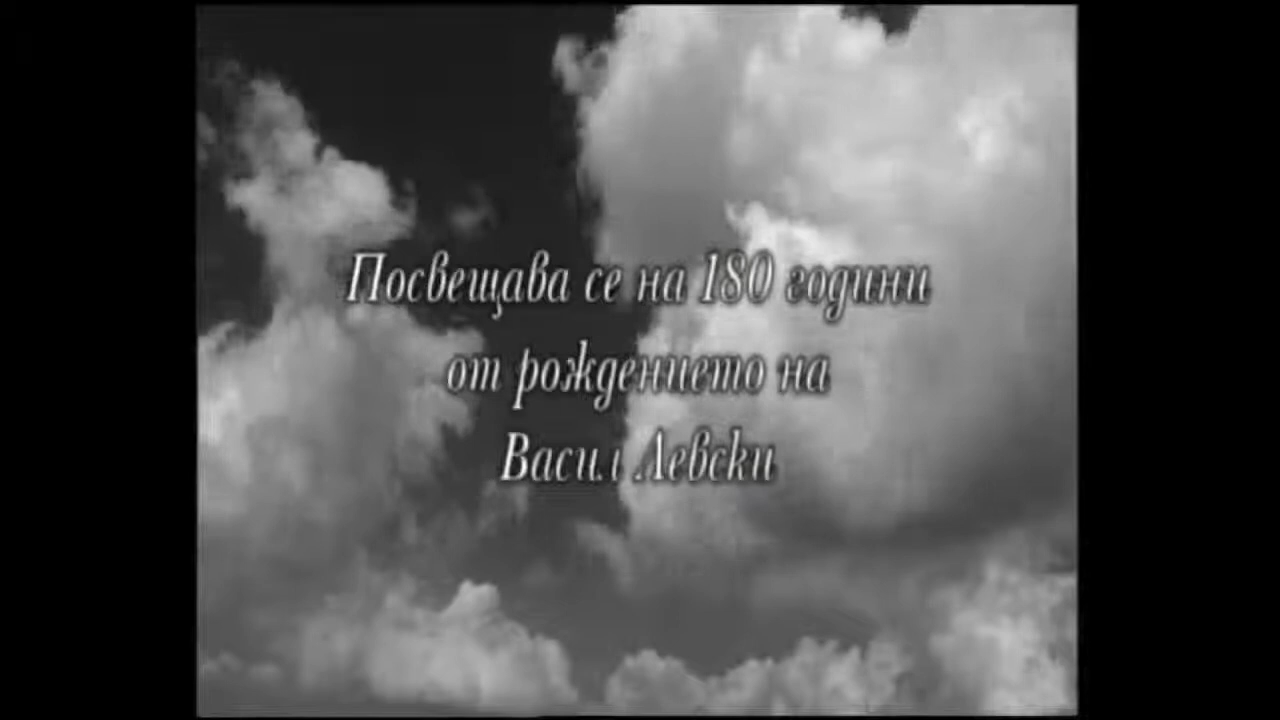 Посвещава се на 180 години
от рождението на
Васил Левски